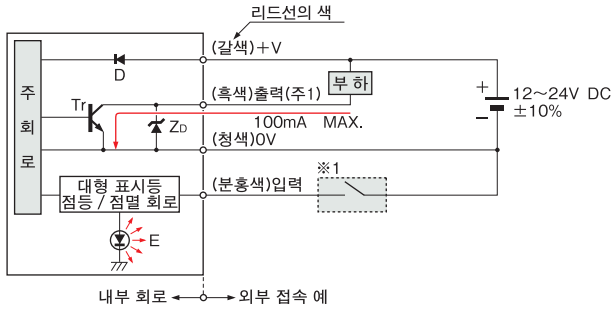 리드선의 색
(갈색)+V
D
부 하
주 회 로
Tr
(흑색)출력(주1)
ZD
100mA MAX.
+
−
12~24V DC
±10%
(청색)0V
※1
대형 표시등
점등 / 점멸 회로
(분홍색)입력
E
내부 회로
외부 접속 예